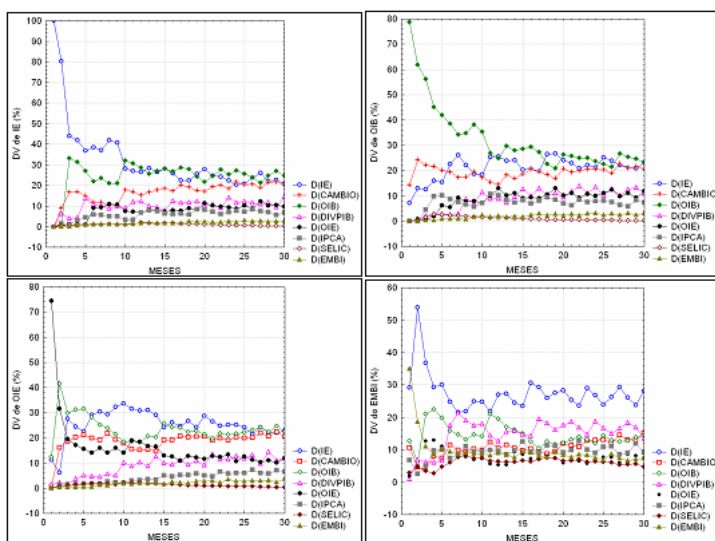 DV de IE (%)
100
90
80
70
60
50
40
30
20
10
0
-10
0 5 10 15 20 25 30
MESES
D(IE)
D(CAMBIO)
D(OIB)
D(DIVPIB)
D(OIE)
D(IPCA)
D(SELIC)
D(EMBI)
DV de OIB (%)
80
70
60
50
40
30
20
10
0
-10
0 5 10 15 20 25 30
MESES
D(IE)
D(CAMBIO)
D(OIB)
D(DIVPIB)
D(OIE)
D(IPCA)
D(SELIC)
D(EMBI)
DV de OIE (%)
80
70
60
50
40
30
20
10
0
-10
0 5 10 15 20 25 30
MESES
D(IE)
D(CAMBIO)
D(OIB)
D(DIVPIB)
D(OIE)
D(IPCA)
D(SELIC)
D(EMBI)
DV de EMBI (%)
60
50
40
30
20
10
0
-10
0 5 10 15 20 25 30
MESES
D(IE)
D(CAMBIO)
D(OIB)
D(DIVPIB)
D(OIE)
D(IPCA)
D(SELIC)
D(EMBI)